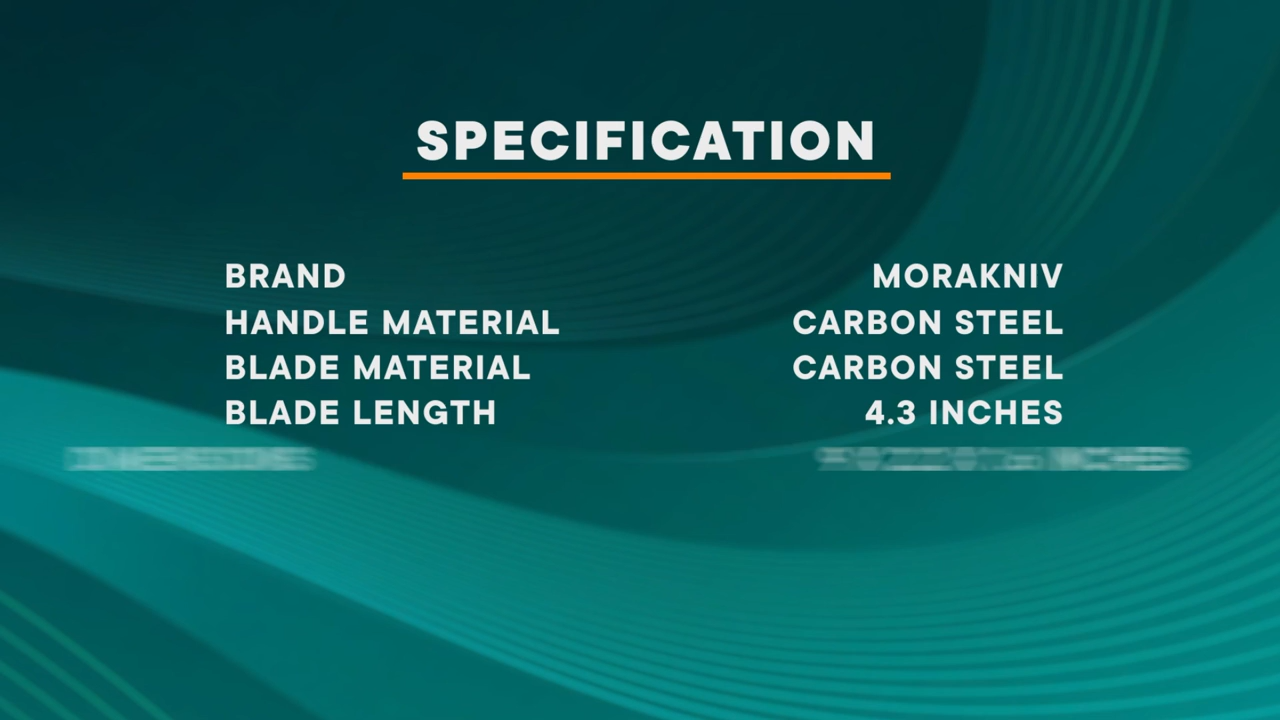 SPECIFICATION
BRAND MORAKNIV
HANDLE MATERIAL CARBON STEEL
BLADE MATERIAL CARBON STEEL
BLADE LENGTH 4.3 INCHES